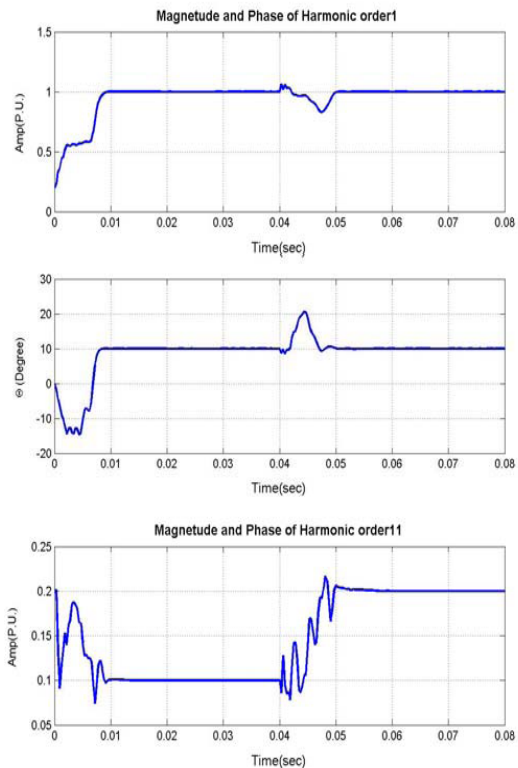 Magnetude and Phase of Harmonic order1
1.5
1
0.5
0
Amp(P.U.)
0 0.01 0.02 0.03 0.04 0.05 0.06 0.07 0.08
Time(sec)
30
20
10
0
-10
-20
Θ (Degree)
0 0.01 0.02 0.03 0.04 0.05 0.06 0.07 0.08
Time(sec)
Magnetude and Phase of Harmonic order11
0.25
0.2
0.15
0.1
0.05
Amp(P.U.)
0 0.01 0.02 0.03 0.04 0.05 0.06 0.07 0.08
Time(sec)